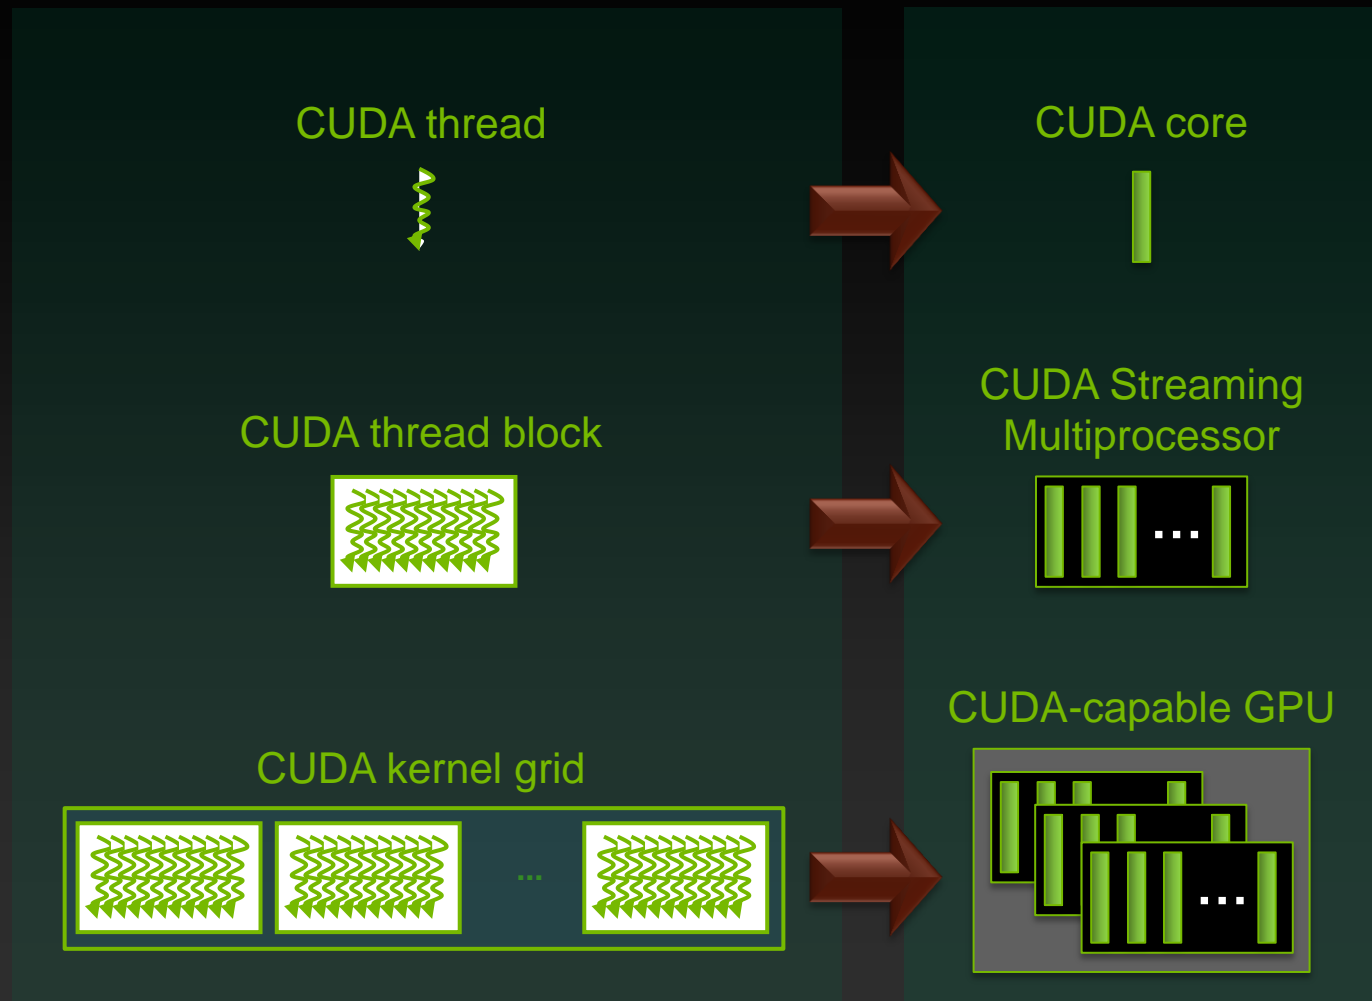 CUDA thread
CUDA core
CUDA thread block
CUDA Streaming
Multiprocessor
...
CUDA kernel grid
...
CUDA-capable GPU
...